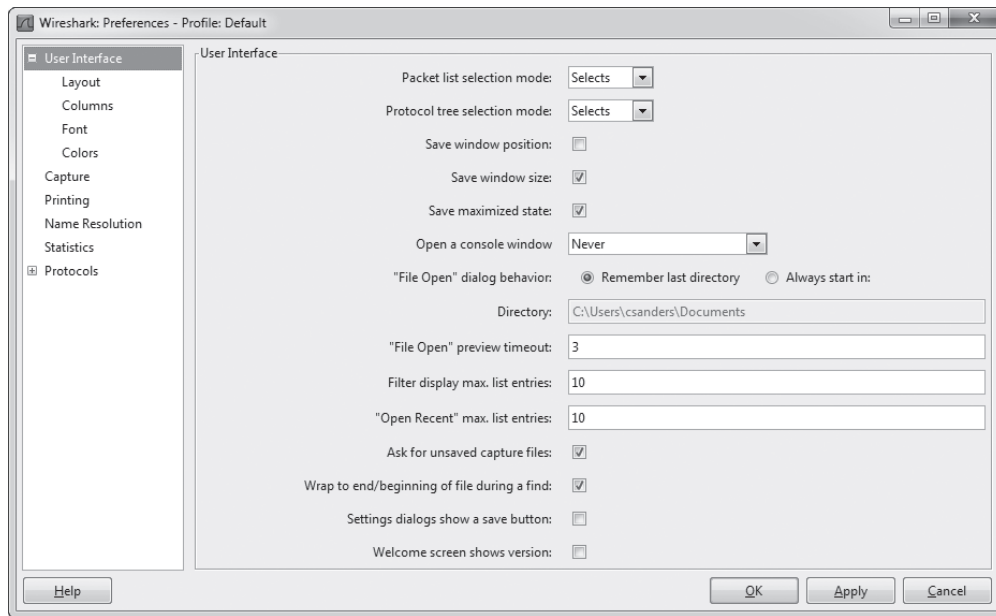 Wireshark: Preferences - Profile: Default
User Interface
Layout
Columns
Font
Colors
Capture
Printing
Name Resolution
Statistics
Protocols
User Interface
Packet list selection mode: Selects
Protocol tree selection mode: Selects
Save window position:
Save window size:
Save maximized state:
Open a console window Never
"File Open" dialog behavior: Remember last directory Always start in:
Directory: C:\Users\csanders\Documents
"File Open" preview timeout: 3
Filter display max. list entries: 10
"Open Recent" max. list entries: 10
Ask for unsaved capture files:
Wrap to end/beginning of file during a find:
Settings dialogs show a save button:
Welcome screen shows version:
Help OK Apply Cancel